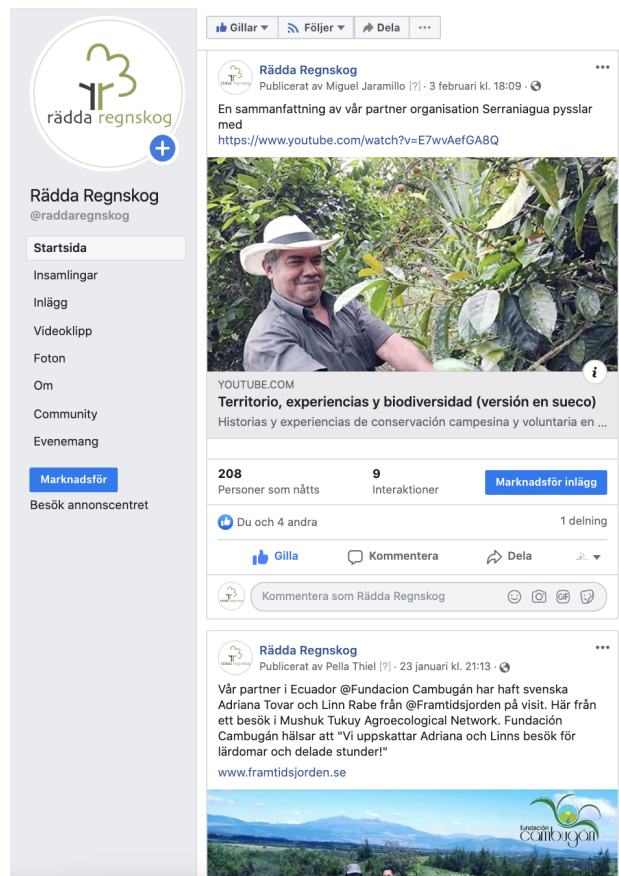 rädda regnskog
Rädda Regnskog
@raddaregnskog
Startsida
Insamlingar
Inlägg
Videoklipp
Foton
Om
Community
Evenemang
Marknadsför
Besök annonscentret
Gillar
Följer
Dela
Rädda Regnskog
Publicerat av Miguel Jaramillo [?] · 3 februari kl. 18:09 ·
En sammanfattning av vår partner organisation Serraniagua pysslar
med
https://www.youtube.com/watch?v=E7wvAefGA8Q
YOUTUBE.COM
Territorio, experiencias y biodiversidad (versión en sueco)
Historias y experiencias de conservación campesina y voluntaria en ...
208
Personer som nåtts
9
Interaktioner
Marknadsför inlägg
Du och 4 andra
1 delning
Gilla
Kommentera
Dela
Kommentera som Rädda Regnskog
GIF
Rädda Regnskog
Publicerat av Pella Thiel [?] · 23 januari kl. 21:13 ·
Vår partner i Ecuador @Fundacion Cambugán har haft svenska
Adriana Tovar och Linn Rabe från @Framtidsjorden på visit. Här från
ett besök i Mushuk Tukuy Agroecological Network. Fundación
Cambugán hälsar att "Vi uppskattar Adriana och Linns besök för
lärdomar och delade stunder!"
www.framtidsjorden.se
fundación
cambugán